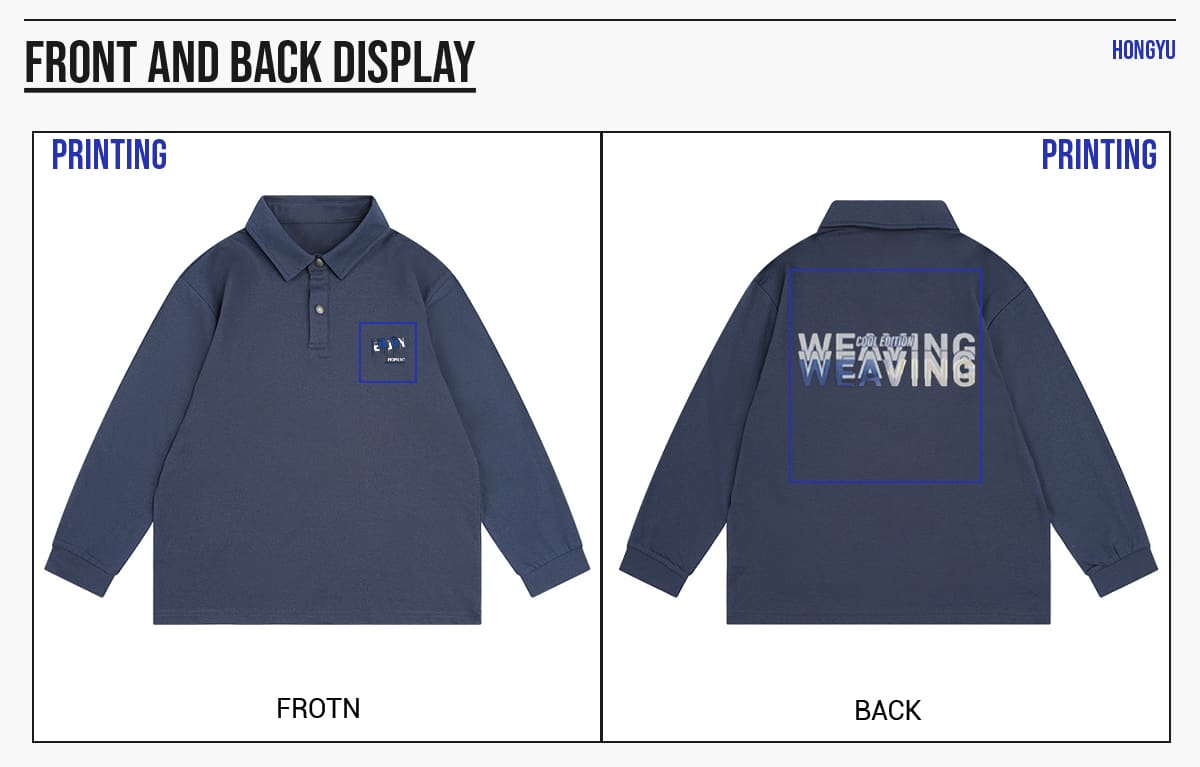 FRONT AND BACK DISPLAY
HONGYU
PRINTING
PRINTING
COOL EDITION
WEAVING
WEAVING
FROTN
BACK